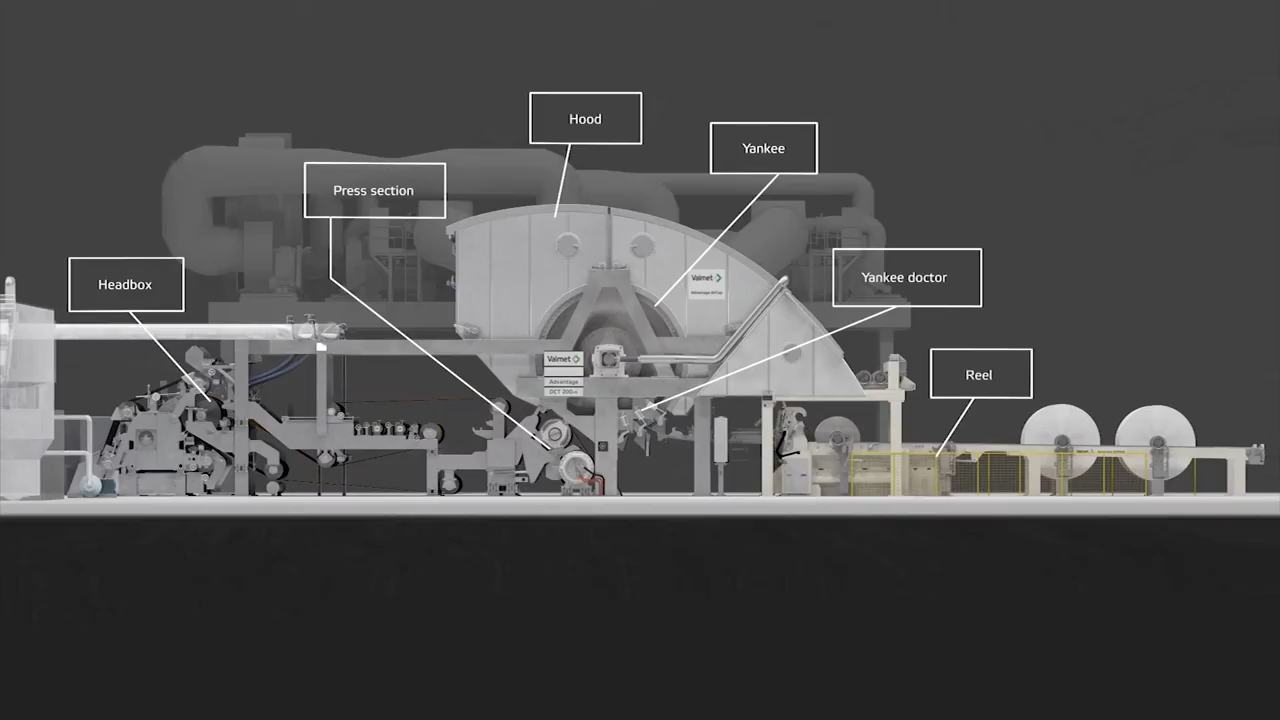 Hood
Yankee
Press section
Yankee doctor
Headbox
Valmet
Valmet
Advantage
DCT 200
Reel